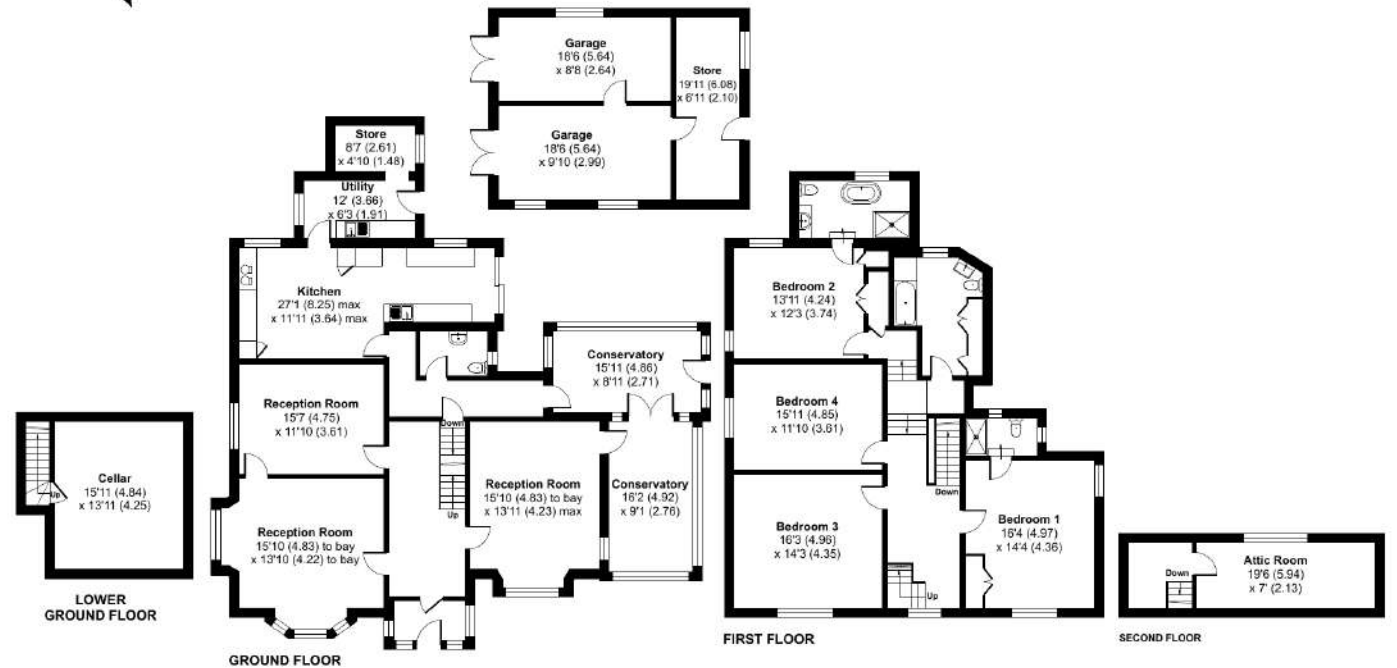 Garage
18'6 (5.64)
x 8'8 (2.64)
Store
19'11 (6.08)
x 6'11 (2.10)
Garage
18'6 (5.64)
x 9'10 (2.99)
Store
8'7 (2.61)
x 4'10 (1.48)
Utility
12' (3.66)
x 6'3 (1.91)
Kitchen
27'1 (8.25) max
x 11'11 (3.64) max
Conservatory
15'11 (4.86)
x 8'11 (2.71)
Reception Room
15'7 (4.75)
x 11'10 (3.61)
Down
Up
Reception Room
15'10 (4.83) to bay
x 13'11 (4.23) max
Conservatory
16'2 (4.92)
x 9'1 (2.76)
Reception Room
15'10 (4.83) to bay
x 13'10 (4.22) to bay
GROUND FLOOR
Cellar
15'11 (4.84)
x 13'11 (4.25)
Up
LOWER
GROUND FLOOR
Bedroom 2
13'11 (4.24)
x 12'3 (3.74)
Bedroom 4
15'11 (4.85)
x 11'10 (3.61)
Down
Bedroom 3
16'3 (4.96)
x 14'3 (4.35)
Bedroom 1
16'4 (4.97)
x 14'4 (4.36)
Up
FIRST FLOOR
Down
Attic Room
19'6 (5.94)
x 7' (2.13)
SECOND FLOOR